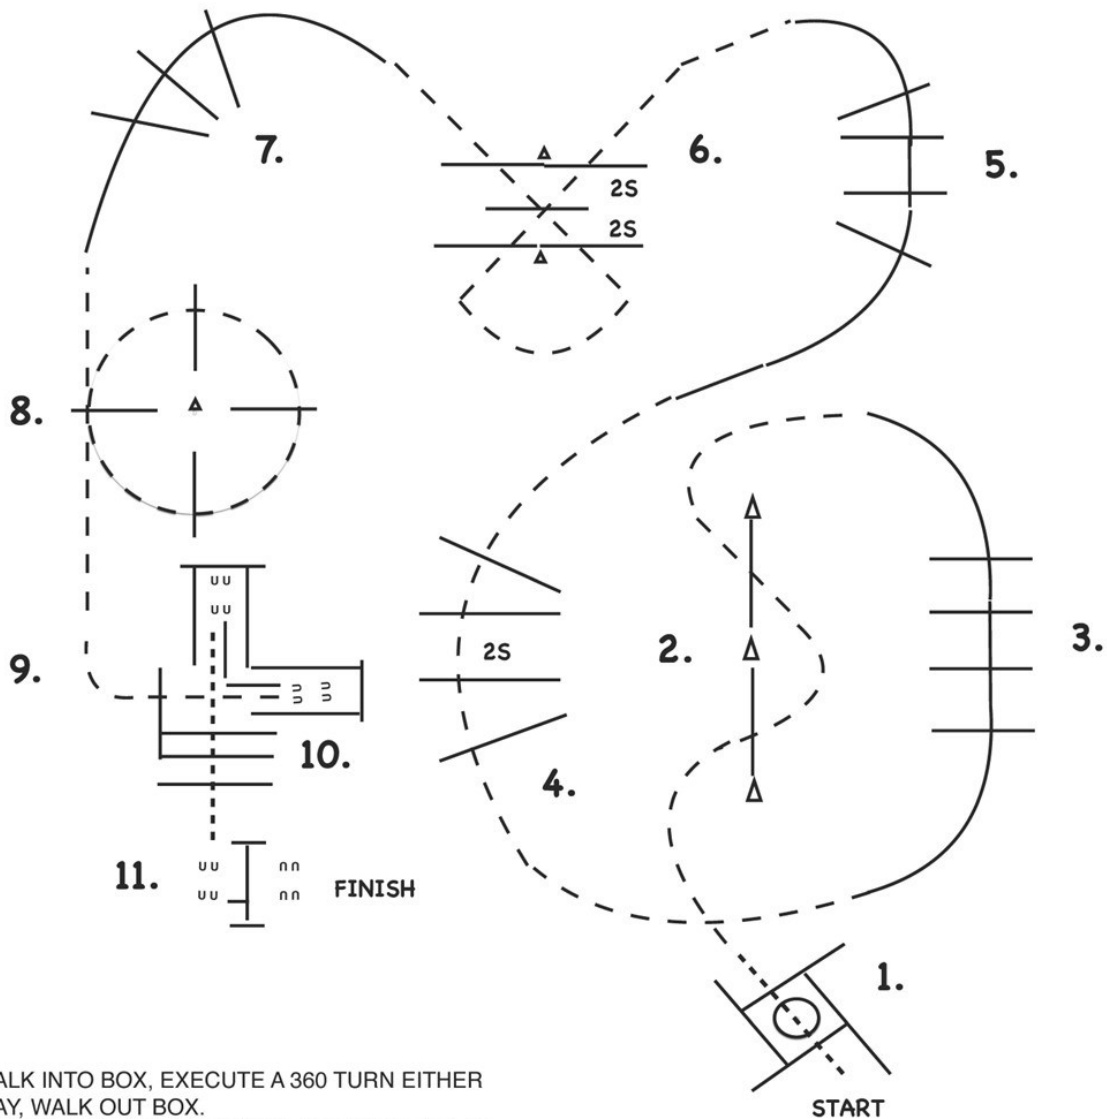 7.
6.
5.
2S
2S
8.
9.
2S
2.
3.
10.
4.
11.
FINISH
1.
ALK INTO BOX, EXECUTE A 360 TURN EITHER
AY, WALK OUT BOX.
START